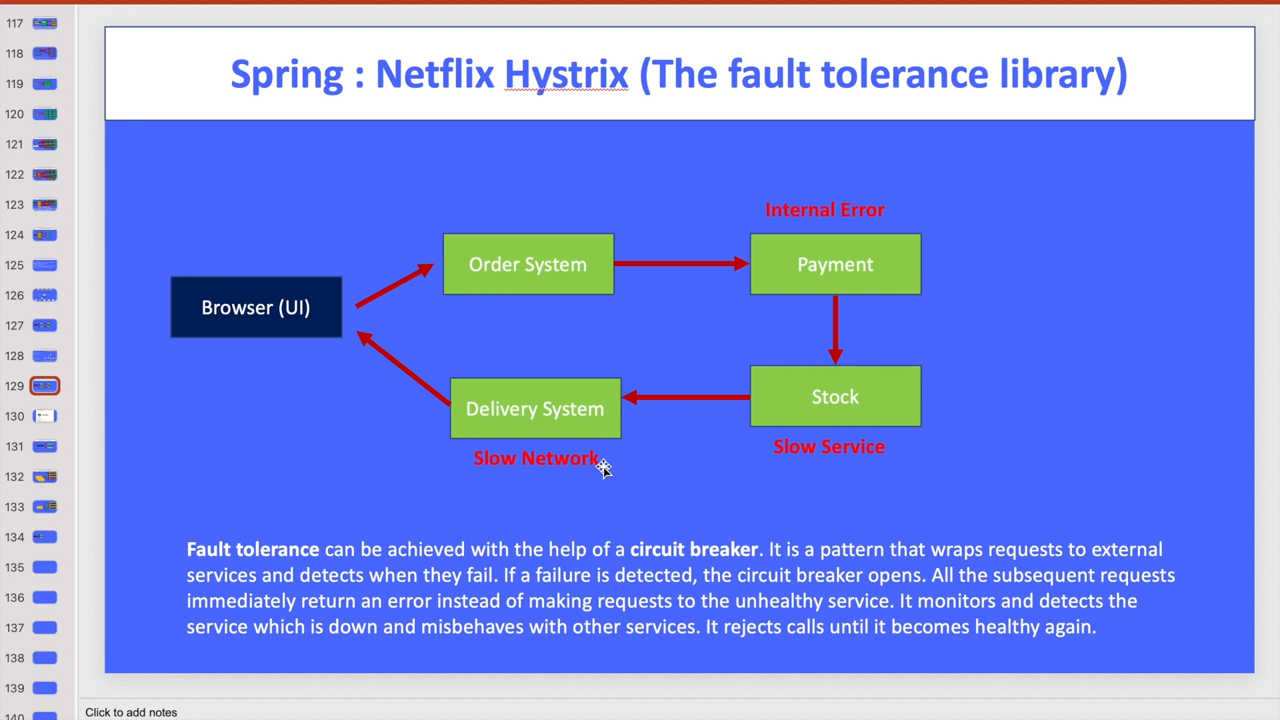 117
118
119
120
121
122
123
124
125
126
127
128
129
130
131
132
133
134
135
136
137
138
139
140
Spring : Netflix Hystrix (The fault tolerance library)
Internal Error
Order System
Payment
Browser (UI)
Delivery System
Stock
Slow Network
Slow Service
Fault tolerance can be achieved with the help of a circuit breaker. It is a pattern that wraps requests to external
services and detects when they fail. If a failure is detected, the circuit breaker opens. All the subsequent requests
immediately return an error instead of making requests to the unhealthy service. It monitors and detects the
service which is down and misbehaves with other services. It rejects calls until it becomes healthy again.
Click to add notes